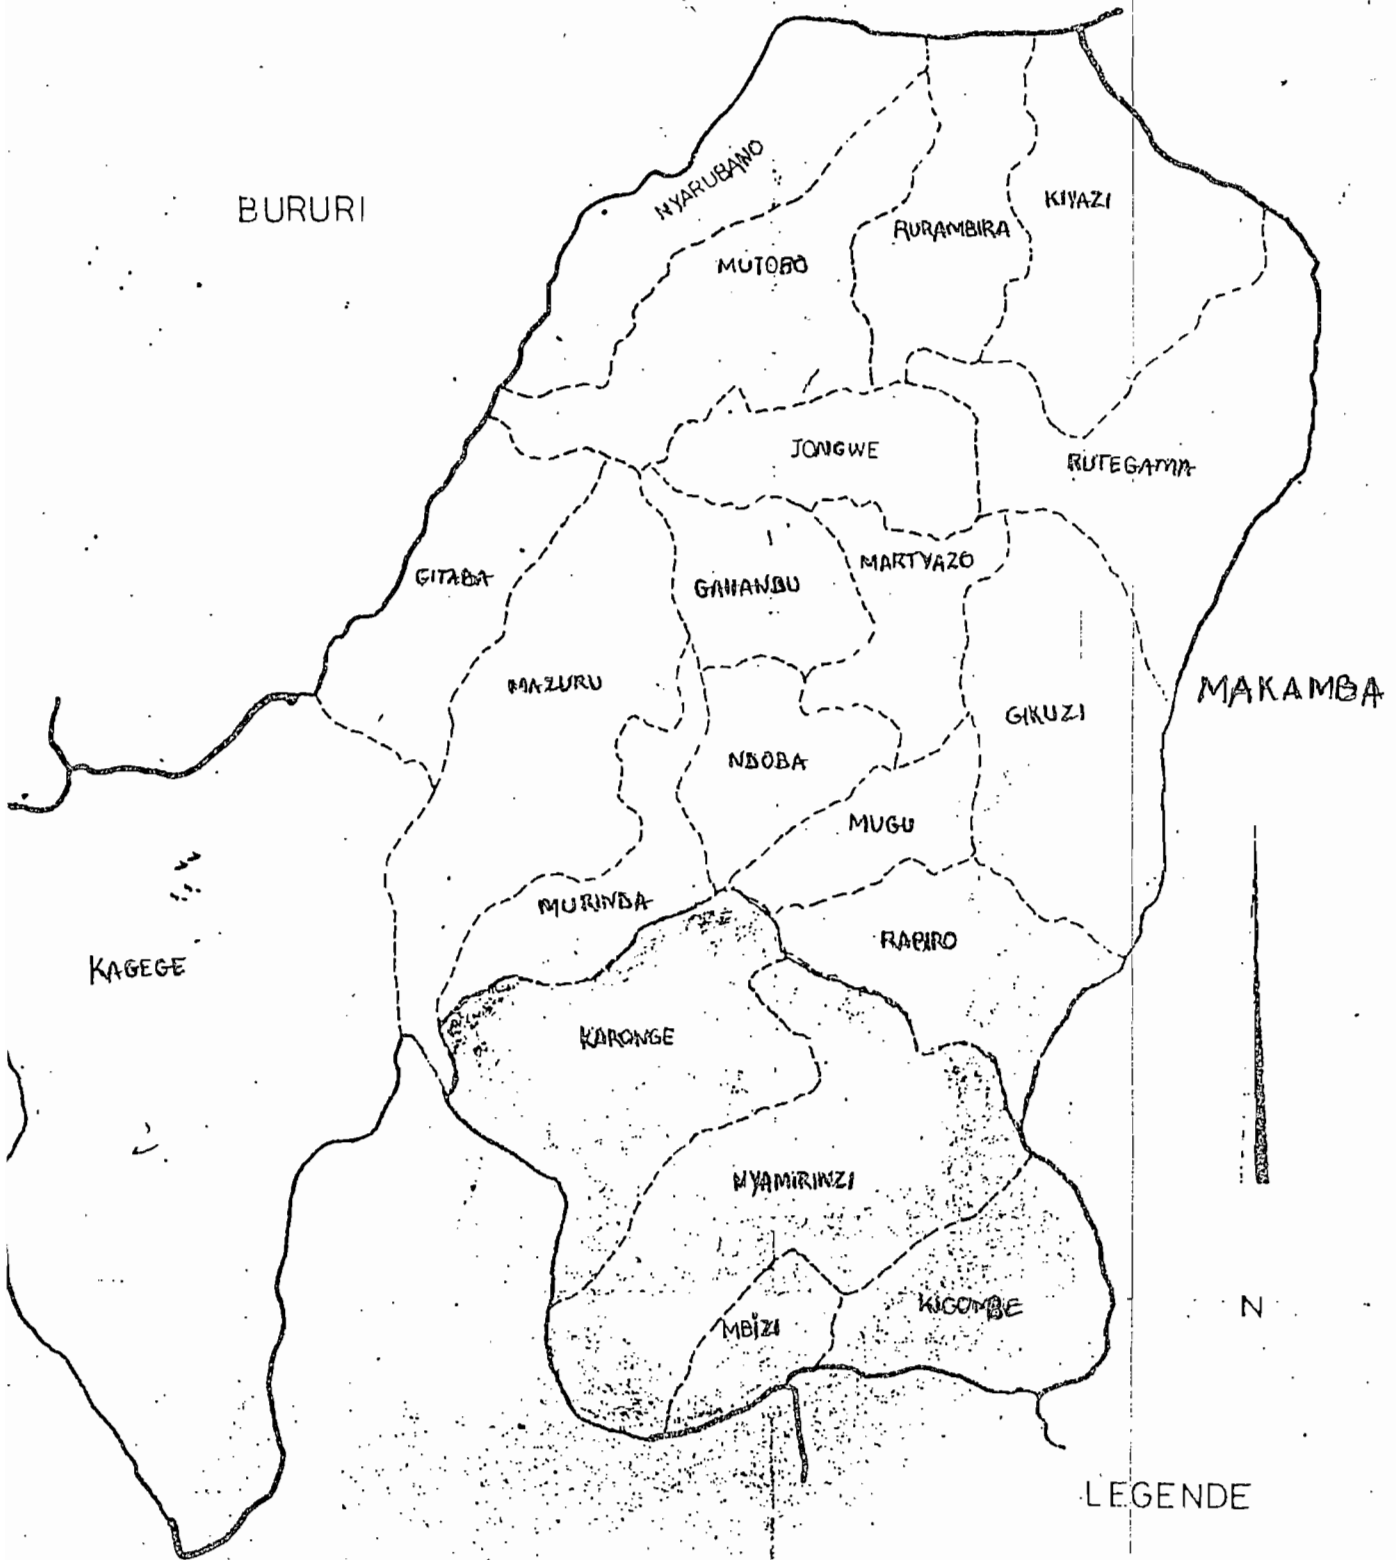 NYARUBANO
BURURI
KIYAZI
RURAMBIRA
MUTOBO
JONGWE
RUTEGAMA
MARTYAZO
GITABA
GAHANBU
MAZURU
MAKAMBA
GIKUZI
NDOBA
MUGU
MURINDA
RABIRO
KAGEGE
KARONGE
NYAMIRINZI
KIGOMBE
N
MBIZI
LEGENDE